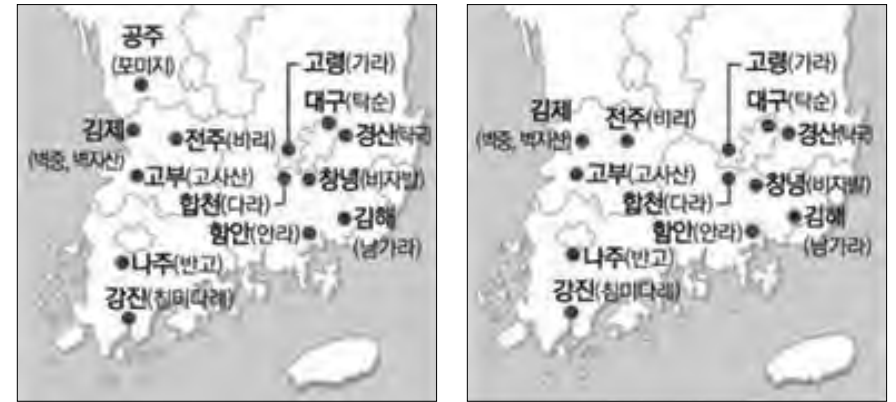 공주
(포미지)
고령(가라)
대구(탁순)
김제
전주(비리)
경산(탁국)
(벽중, 벽지산)
고부(고사산)
창녕(비자발)
합천(다라)
김해
함안(안라)
(남가라)
나주(반고)
강진(침미다례)
고령(가라)
대구(탁순)
김제
전주(비리)
경산(탁국)
(벽중, 벽지산)
고부(고사산)
창녕(비자발)
합천(다라)
김해
함안(안라)
(남가라)
나주(반고)
강진(침미다례)